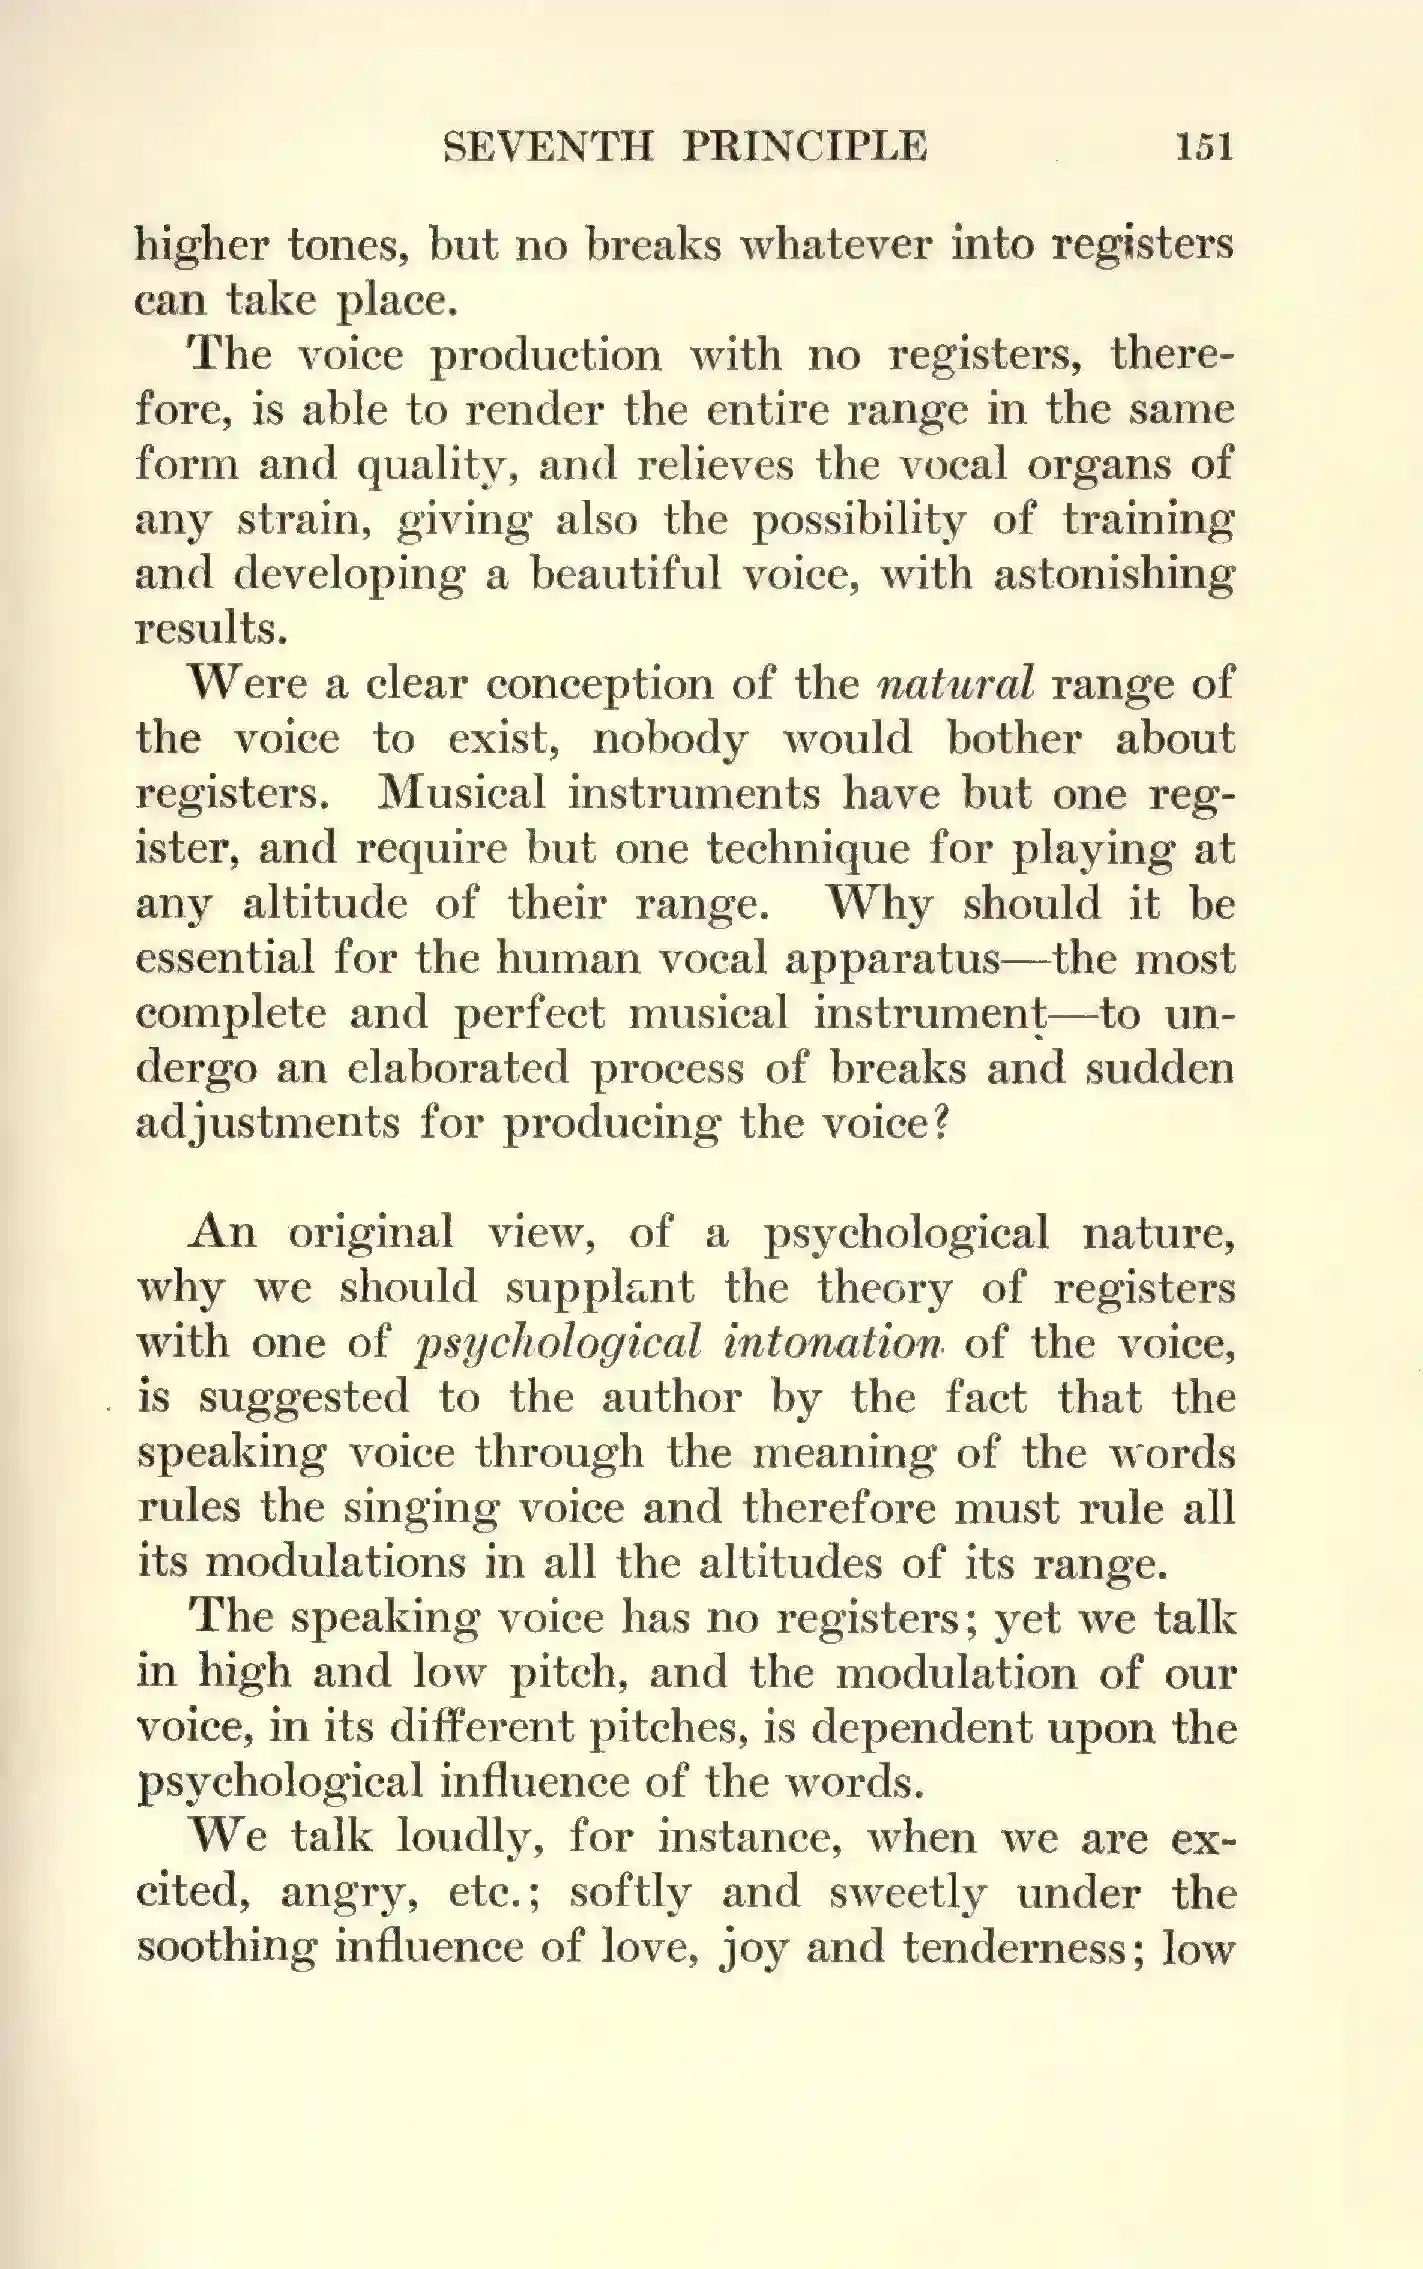 SEVENTH PRINCIPLE 151
higher tones, but no breaks whatever into registers
can take place.
The voice production with no registers, there-
fore, is able to render the entire range in the same
form and quality, and relieves the vocal organs of
any strain, giving also the possibility of training
and developing a beautiful voice, with astonishing
results.
Were a clear conception of the natural range of
the voice to exist, nobody would bother about
registers. Musical instruments have but one reg-
ister, and require but one technique for playing at
any altitude of their range. Why should it be
essential for the human vocal apparatus—the most
complete and perfect musical instrument—to un-
dergo an elaborated process of breaks and sudden
adjustments for producing the voice?
An original view, of a psychological nature,
why we should supplant the theory of registers
with one of psychological intonation of the voice,
is suggested to the author by the fact that the
speaking voice through the meaning of the words
rules the singing voice and therefore must rule all
its modulations in all the altitudes of its range.
The speaking voice has no registers; yet we talk
in high and low pitch, and the modulation of our
voice, in its different pitches, is dependent upon the
psychological influence of the words.
We talk loudly, for instance, when we are ex-
cited, angry, etc.; softly and sweetly under the
soothing influence of love, joy and tenderness; low